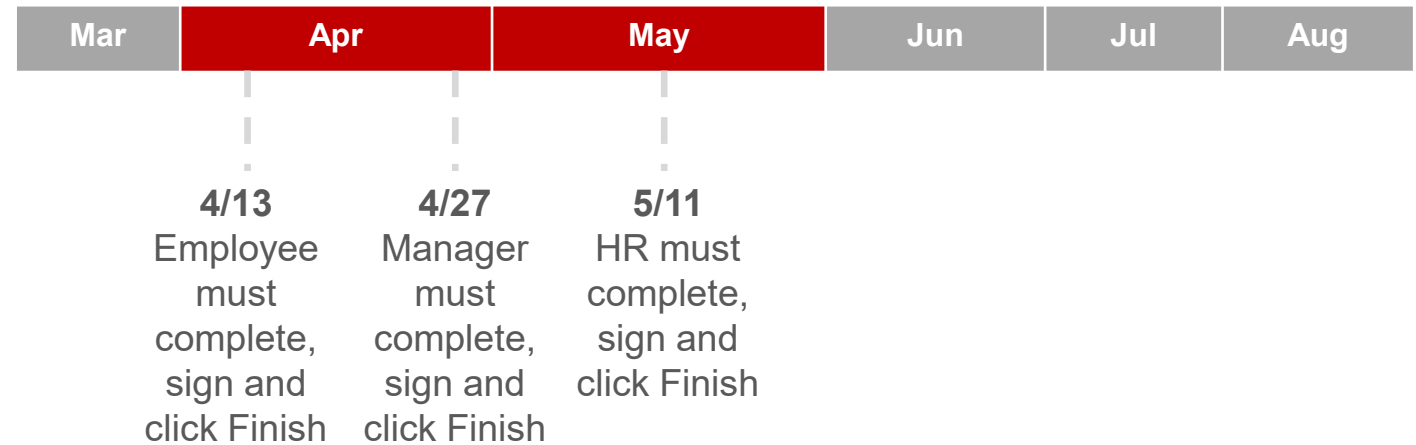 Mar Apr May Jun Jul Aug
4/13
Employee
must
complete,
sign and
click Finish
4/27
Manager
must
complete,
sign and
click Finish
5/11
HR must
complete,
sign and
click Finish